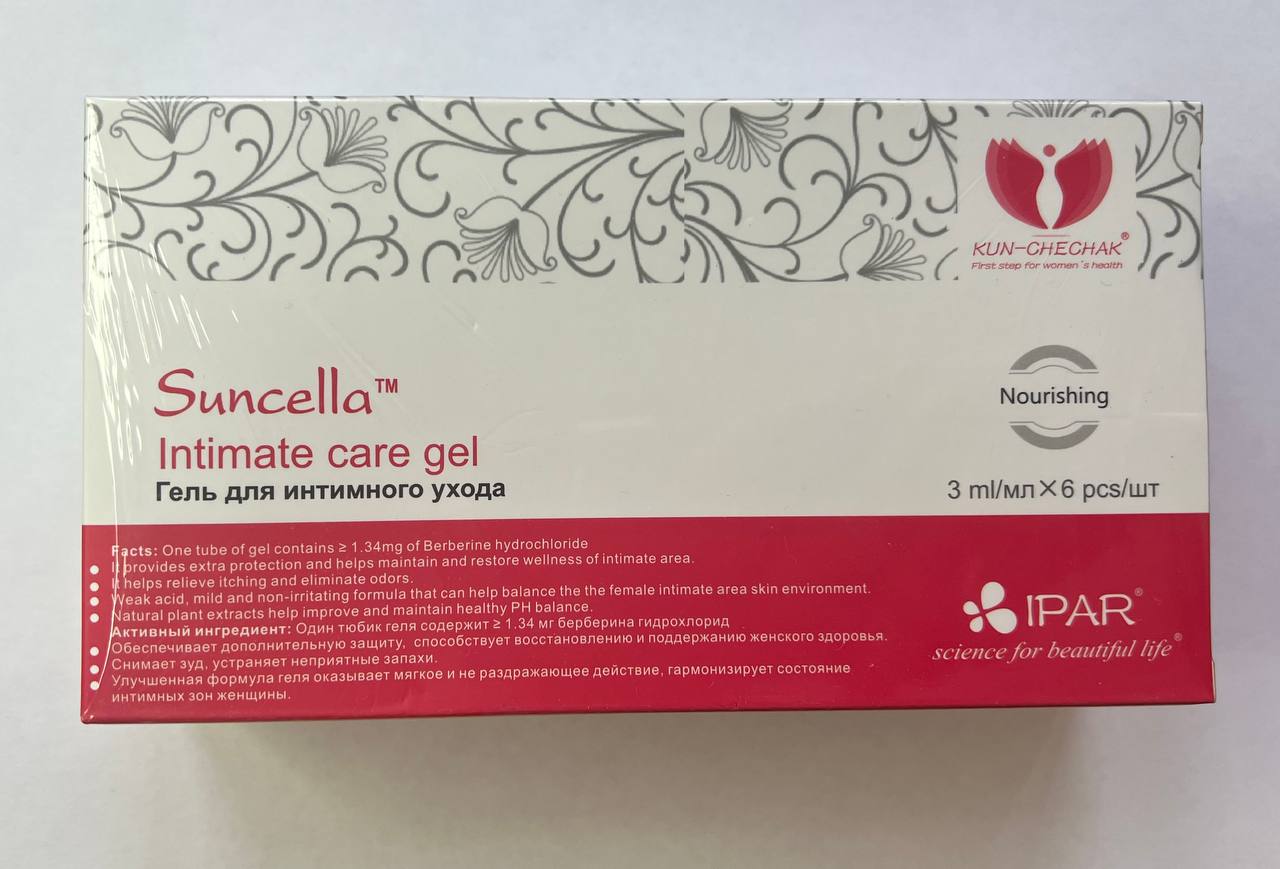 KUN-CHECHAK®
First step for women's health
Suncella™
Intimate care gel
Гель для интимного ухода
Nourishing
3 ml/мл×6 pcs/шт
Facts: One tube of gel contains ≥ 1.34mg of Berberine hydrochloride
● It provides extra protection and helps maintain and restore wellness of intimate area.
● It helps relieve itching and eliminate odors.
● Weak acid, mild and non-irritating formula that can help balance the the female intimate area skin environment.
● Natural plant extracts help improve and maintain healthy PH balance.
Активный ингредиент: Один тюбик геля содержит ≥ 1.34 мг берберина гидрохлорид
● Обеспечивает дополнительную защиту, способствует восстановлению и поддержанию женского здоровья.
● Снимает зуд, устраняет неприятные запахи.
● Улучшенная формула геля оказывает мягкое и не раздражающее действие, гармонизирует состояние
интимных зон женщины.
IPAR®
science for beautiful life®